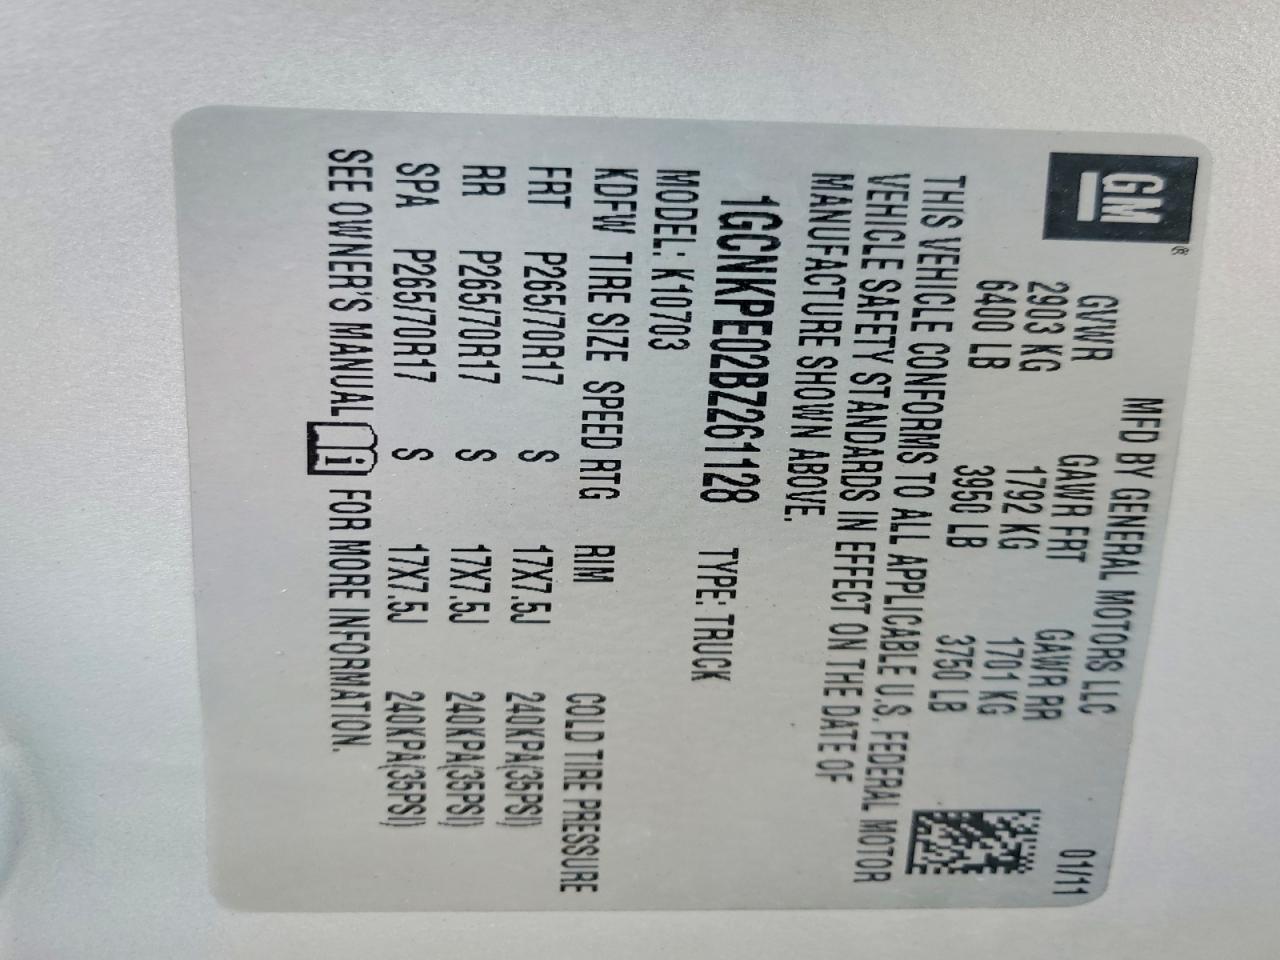 GM®
MFD BY GENERAL MOTORS LLC 01/11
GVWR GAWR FRT GAWR RR
2903 KG 1792 KG 1701 KG
6400 LB 3950 LB 3750 LB
THIS VEHICLE CONFORMS TO ALL APPLICABLE U.S. FEDERAL MOTOR
VEHICLE SAFETY STANDARDS IN EFFECT ON THE DATE OF
MANUFACTURE SHOWN ABOVE.
1GCNKPE02BZ261128 TYPE: TRUCK
MODEL: K10703
KDFW TIRE SIZE SPEED RTG RIM COLD TIRE PRESSURE
FRT P265/70R17 S 17X7.5J 240KPA(35PSI)
RR P265/70R17 S 17X7.5J 240KPA(35PSI)
SPA P265/70R17 S 17X7.5J 240KPA(35PSI)
SEE OWNER'S MANUAL i FOR MORE INFORMATION.